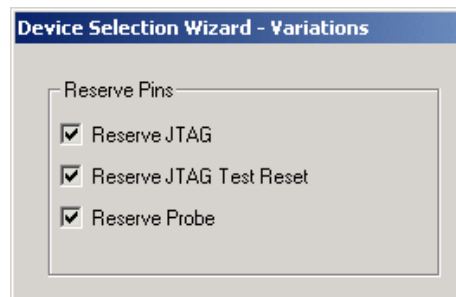 Device Selection Wizard - Variations
Reserve Pins
Reserve JTAG
Reserve JTAG Test Reset
Reserve Probe